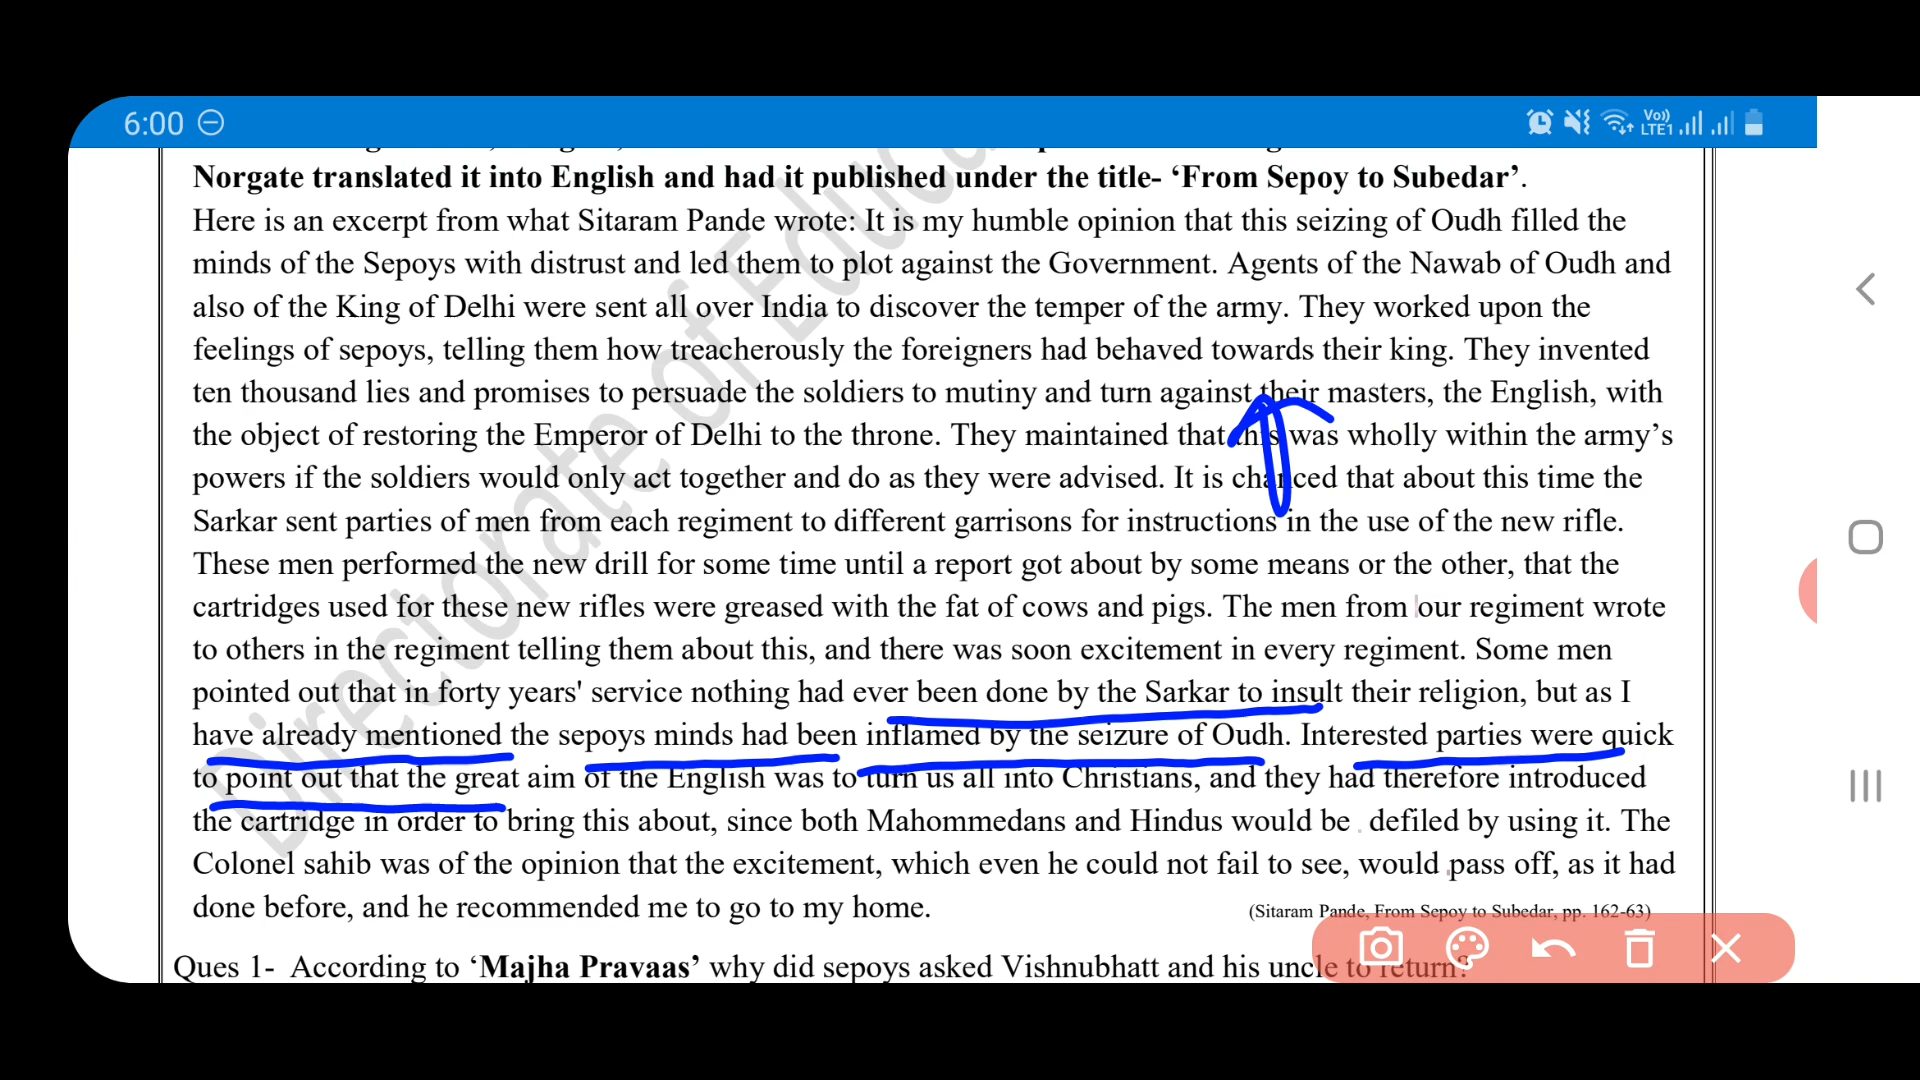 6:00
Vo)) LTE1
Norgate translated it into English and had it published under the title- ‘From Sepoy to Subedar’.
Here is an excerpt from what Sitaram Pande wrote: It is my humble opinion that this seizing of Oudh filled the
minds of the Sepoys with distrust and led them to plot against the Government. Agents of the Nawab of Oudh and
also of the King of Delhi were sent all over India to discover the temper of the army. They worked upon the
feelings of sepoys, telling them how treacherously the foreigners had behaved towards their king. They invented
ten thousand lies and promises to persuade the soldiers to mutiny and turn against their masters, the English, with
the object of restoring the Emperor of Delhi to the throne. They maintained that this was wholly within the army’s
powers if the soldiers would only act together and do as they were advised. It is chanced that about this time the
Sarkar sent parties of men from each regiment to different garrisons for instructions in the use of the new rifle.
These men performed the new drill for some time until a report got about by some means or the other, that the
cartridges used for these new rifles were greased with the fat of cows and pigs. The men from our regiment wrote
to others in the regiment telling them about this, and there was soon excitement in every regiment. Some men
pointed out that in forty years' service nothing had ever been done by the Sarkar to insult their religion, but as I
have already mentioned the sepoys minds had been inflamed by the seizure of Oudh. Interested parties were quick
to point out that the great aim of the English was to turn us all into Christians, and they had therefore introduced
the cartridge in order to bring this about, since both Mahommedans and Hindus would be defiled by using it. The
Colonel sahib was of the opinion that the excitement, which even he could not fail to see, would pass off, as it had
done before, and he recommended me to go to my home. (Sitaram Pande, From Sepoy to Subedar, pp. 162-63)
Ques 1- According to ‘Majha Pravaas’ why did sepoys asked Vishnubhatt and his uncle to return?
Directorate of